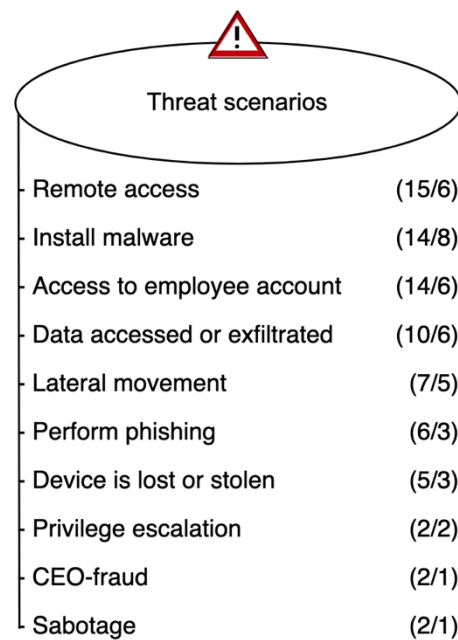 !
Threat scenarios
- Remote access (15/6)
- Install malware (14/8)
- Access to employee account (14/6)
- Data accessed or exfiltrated (10/6)
- Lateral movement (7/5)
- Perform phishing (6/3)
- Device is lost or stolen (5/3)
- Privilege escalation (2/2)
- CEO-fraud (2/1)
- Sabotage (2/1)